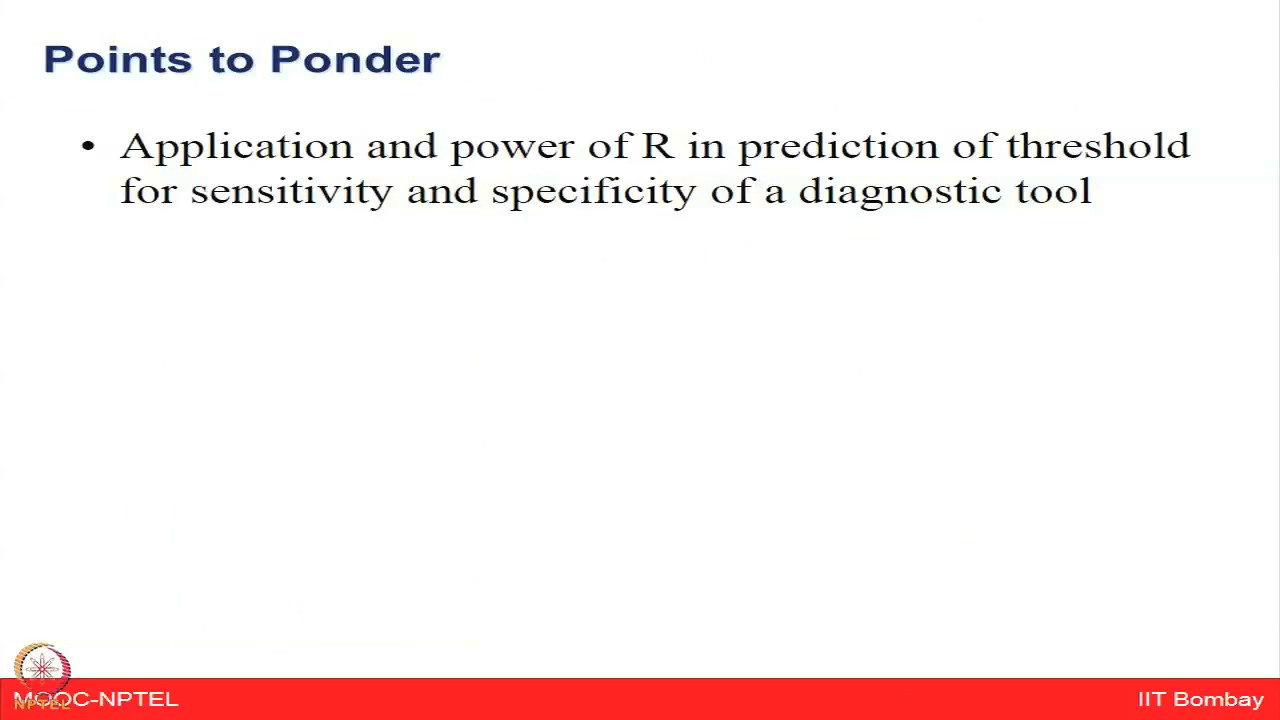 Points to Ponder
• Application and power of R in prediction of threshold
for sensitivity and specificity of a diagnostic tool
MOOC-NPTEL
NPTEL
IIT Bombay